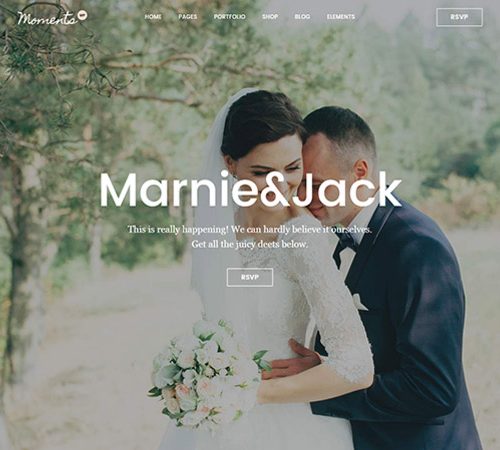 Moments
HOME PAGES PORTFOLIO SHOP BLOG ELEMENTS
RSVP
Marnie&Jack
This is really happening! We can hardly believe it ourselves.
Get all the juicy deets below.
RSVP